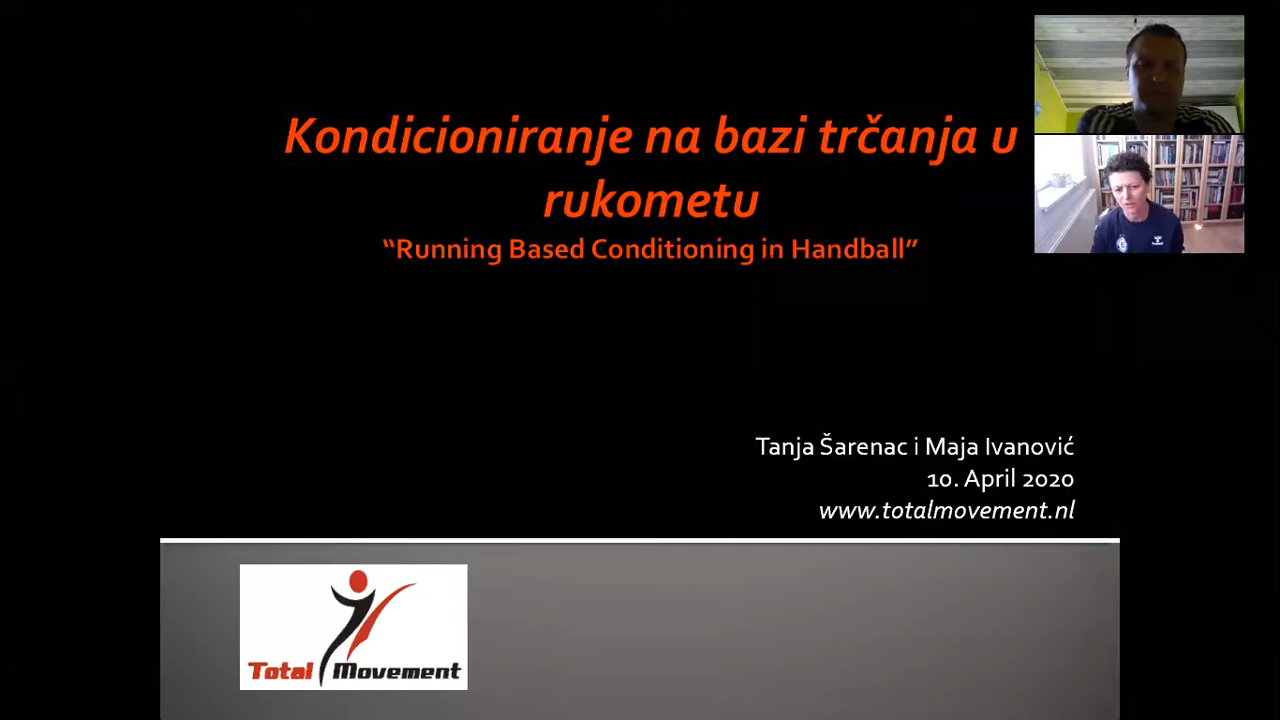 Kondicioniranje na bazi trčanja u
rukometu
“Running Based Conditioning in Handball”
Tanja Šarenac i Maja Ivanović
10. April 2020
www.totalmovement.nl
Total Movement